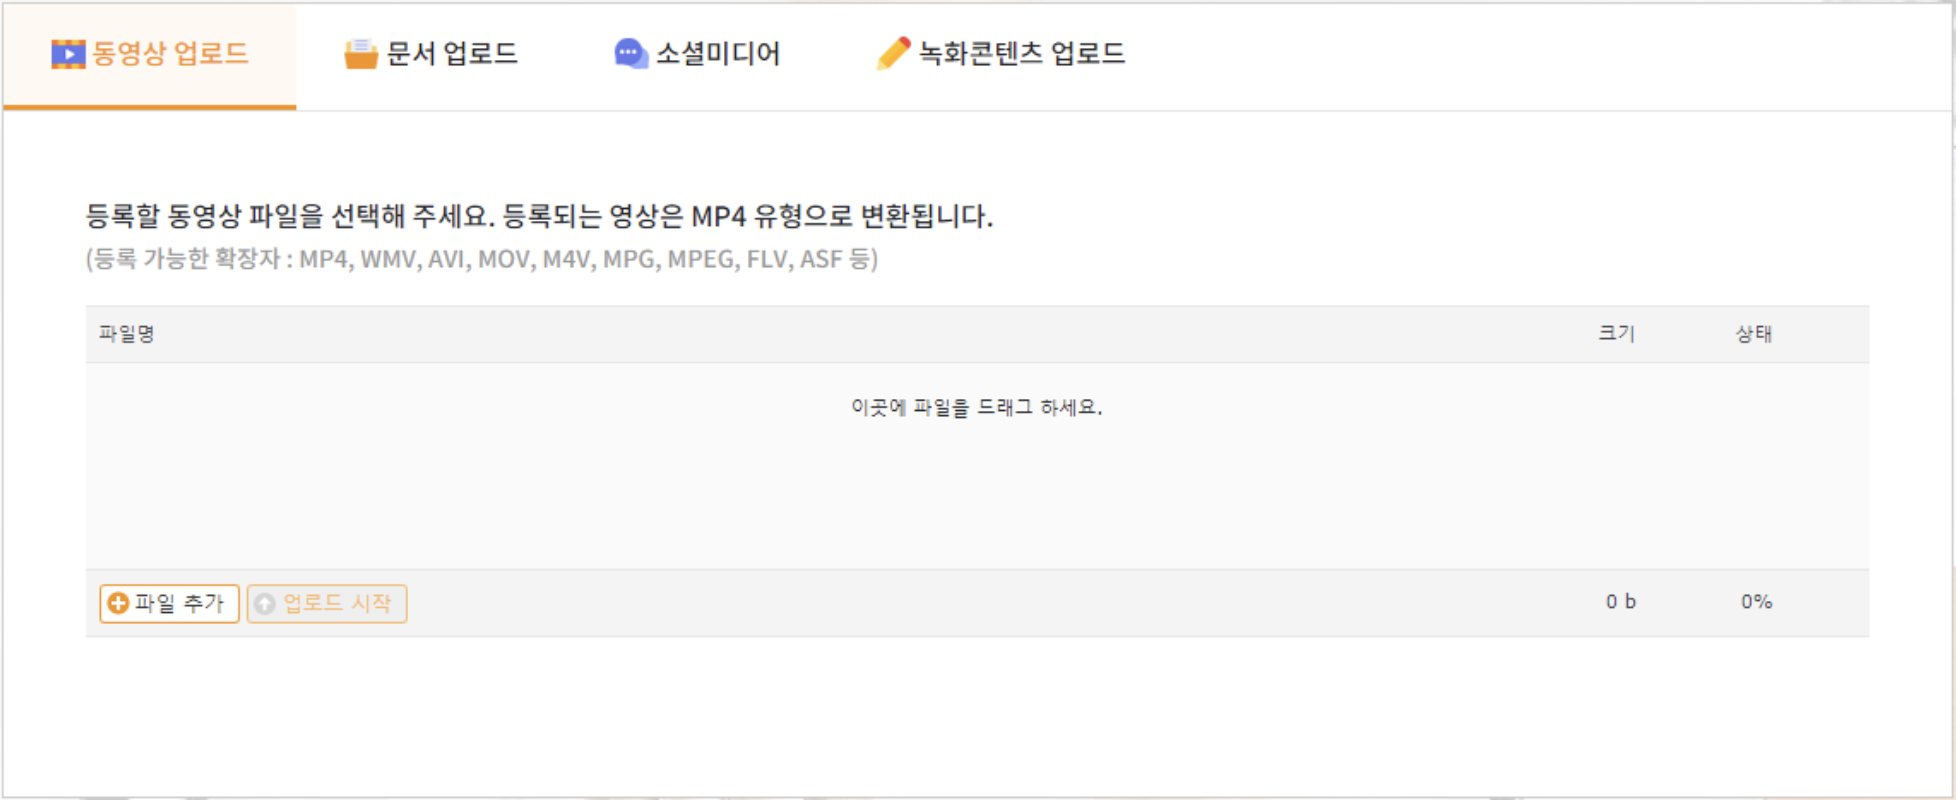 동영상 업로드 문서 업로드 소셜미디어 녹화콘텐츠 업로드
등록할 동영상 파일을 선택해 주세요. 등록되는 영상은 MP4 유형으로 변환됩니다.
(등록 가능한 확장자 : MP4, WMV, AVI, MOV, M4V, MPG, MPEG, FLV, ASF 등)
파일명 크기 상태
이곳에 파일을 드래그 하세요.
파일 추가 업로드 시작 0 b 0%